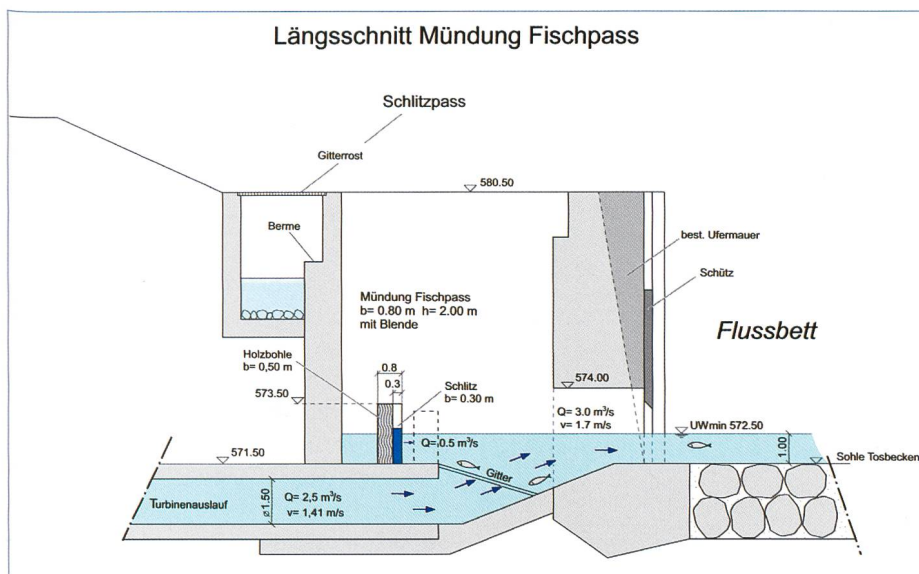 Längsschnitt Mündung Fischpass
Schlitzpass
Gitterrost
580.50
Berme
best. Ufermauer
Schütz
Mündung Fischpass
b= 0.80 m h= 2.00 m
mit Blende
Flussbett
Holzbohle
b= 0,50 m
0.8
0.3
Schlitz
b= 0.30 m
574.00
573.50
Q= 3.0 m³/s
v= 1.7 m/s
UWmin 572.50
Q= 0.5 m³/s
1.00
571.50
Sohle Tosbecken
Gitter
Turbinenauslauf
ø1.50
Q= 2,5 m³/s
v= 1,41 m/s